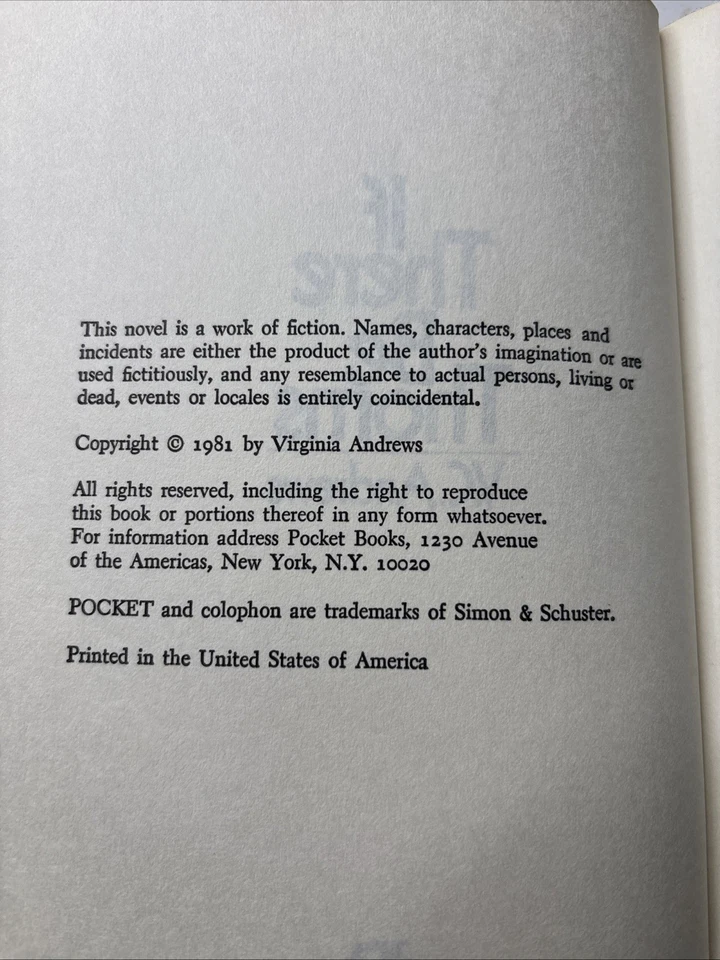 If
There
Thorns
This novel is a work of fiction. Names, characters, places and
incidents are either the product of the author's imagination or are
used fictitiously, and any resemblance to actual persons, living or
dead, events or locales is entirely coincidental.
Copyright © 1981 by Virginia Andrews
All rights reserved, including the right to reproduce
this book or portions thereof in any form whatsoever.
For information address Pocket Books, 1230 Avenue
of the Americas, New York, N.Y. 10020
POCKET and colophon are trademarks of Simon & Schuster.
Printed in the United States of America